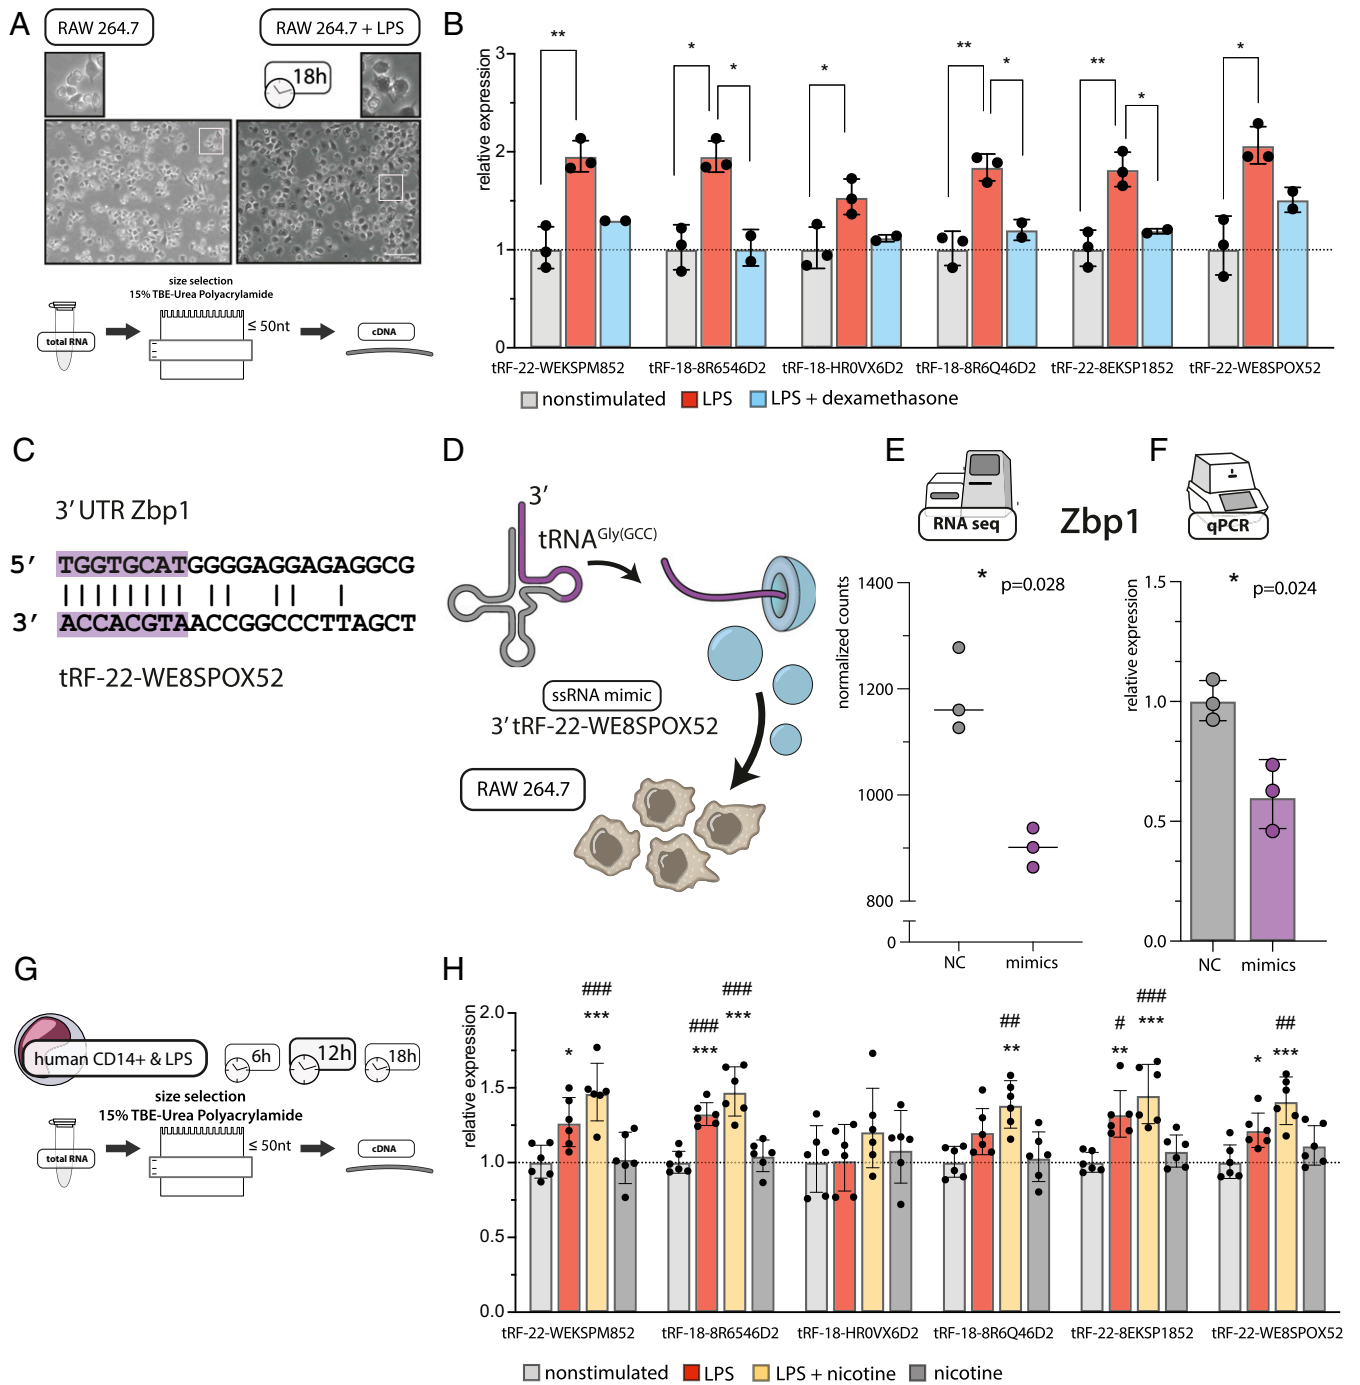 A
RAW 264.7
RAW 264.7 + LPS
18h
size selection
15% TBE-Urea Polyacrylamide
total RNA
≤ 50nt
cDNA
B
relative expression
3
2
1
0
**
*
*
*
**
*
**
*
*
tRF-22-WEKSPM852
tRF-18-8R6546D2
tRF-18-HR0VX6D2
tRF-18-8R6Q46D2
tRF-22-8EKSP1852
tRF-22-WE8SPOX52
nonstimulated
LPS
LPS + dexamethasone
C
3’ UTR Zbp1
5’ TGGTGCATGGGGAGGAGAGGCG
3’ ACCACGTAACCGGCCCTTAGCT
tRF-22-WE8SPOX52
D
3’
tRNAGly(GCC)
ssRNA mimic
3’ tRF-22-WE8SPOX52
RAW 264.7
E
RNA seq
Zbp1
normalized counts
1400
1200
1000
800
0
*
p=0.028
NC
mimics
F
qPCR
relative expression
1.5
1.0
0.5
0.0
*
p=0.024
NC
mimics
G
human CD14+ & LPS
6h
12h
18h
size selection
15% TBE-Urea Polyacrylamide
total RNA
≤ 50nt
cDNA
H
relative expression
2.0
1.5
1.0
0.5
0.0
*
###
***
###
***
###
***
##
**
#
**
###
***
*
##
***
tRF-22-WEKSPM852
tRF-18-8R6546D2
tRF-18-HR0VX6D2
tRF-18-8R6Q46D2
tRF-22-8EKSP1852
tRF-22-WE8SPOX52
nonstimulated
LPS
LPS + nicotine
nicotine